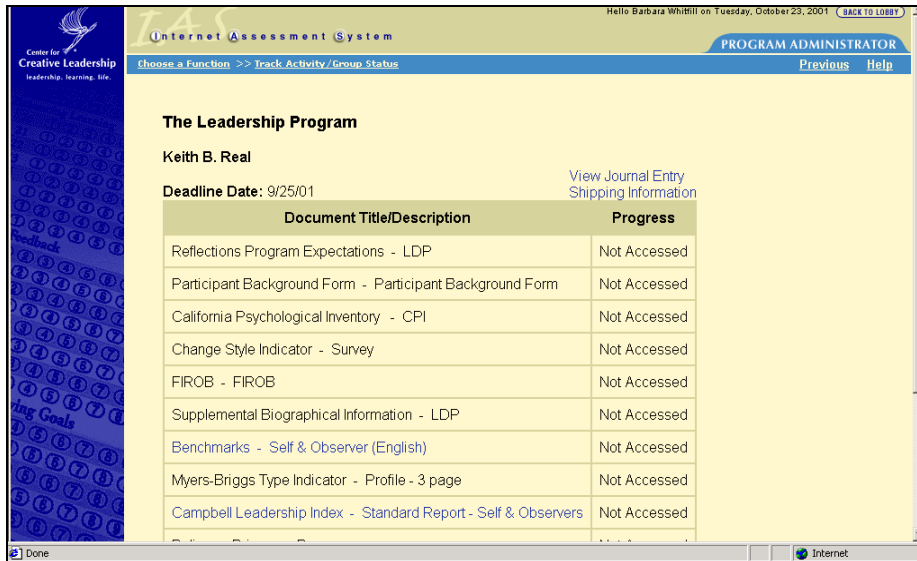 Hello Barbara Whitfill on Tuesday, October 23, 2001 BACK TO LOBBY
IAS
Internet Assessment System
PROGRAM ADMINISTRATOR
Center for
Creative Leadership
leadership. learning. life.
Choose a Function >> Track Activity/Group Status
Previous Help
The Leadership Program
Keith B. Real
View Journal Entry
Deadline Date: 9/25/01
Shipping Information
Document Title/Description Progress
Reflections Program Expectations - LDP Not Accessed
Participant Background Form - Participant Background Form Not Accessed
California Psychological Inventory - CPI Not Accessed
Change Style Indicator - Survey Not Accessed
FIROB - FIROB Not Accessed
Supplemental Biographical Information - LDP Not Accessed
Benchmarks - Self & Observer (English) Not Accessed
Myers-Briggs Type Indicator - Profile - 3 page Not Accessed
Campbell Leadership Index - Standard Report - Self & Observers Not Accessed
Feedback
Goals
Done
Internet